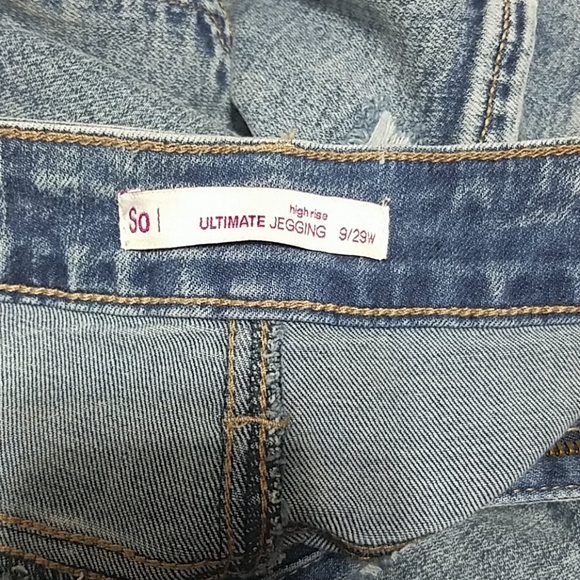 So |
high rise
ULTIMATE JEGGING 9/29W